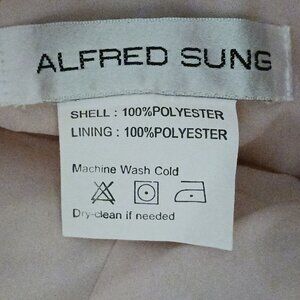 ALFRED SUNG
SHELL : 100%POLYESTER
LINING : 100%POLYESTER
Machine Wash Cold
Dry-clean if needed